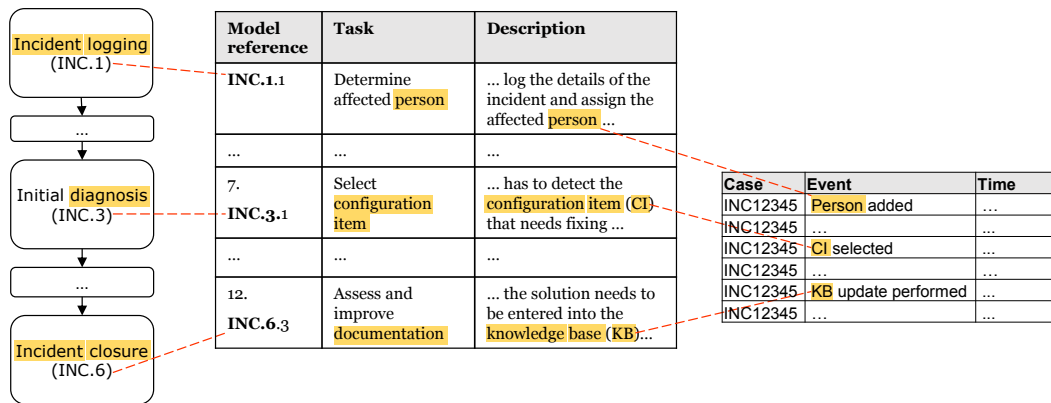 Incident logging
(INC.1)
...
Initial diagnosis
(INC.3)
...
Incident closure
(INC.6)
Model reference Task Description
INC.1.1 Determine affected person ... log the details of the incident and assign the affected person ...
... ... ...
7. INC.3.1 Select configuration item ... has to detect the configuration item (CI) that needs fixing ...
... ... ...
12. INC.6.3 Assess and improve documentation ... the solution needs to be entered into the knowledge base (KB)...
Case Event Time
INC12345 Person added ...
INC12345 ... ...
INC12345 CI selected ...
INC12345 ... ...
INC12345 KB update performed ...
INC12345 ... ...